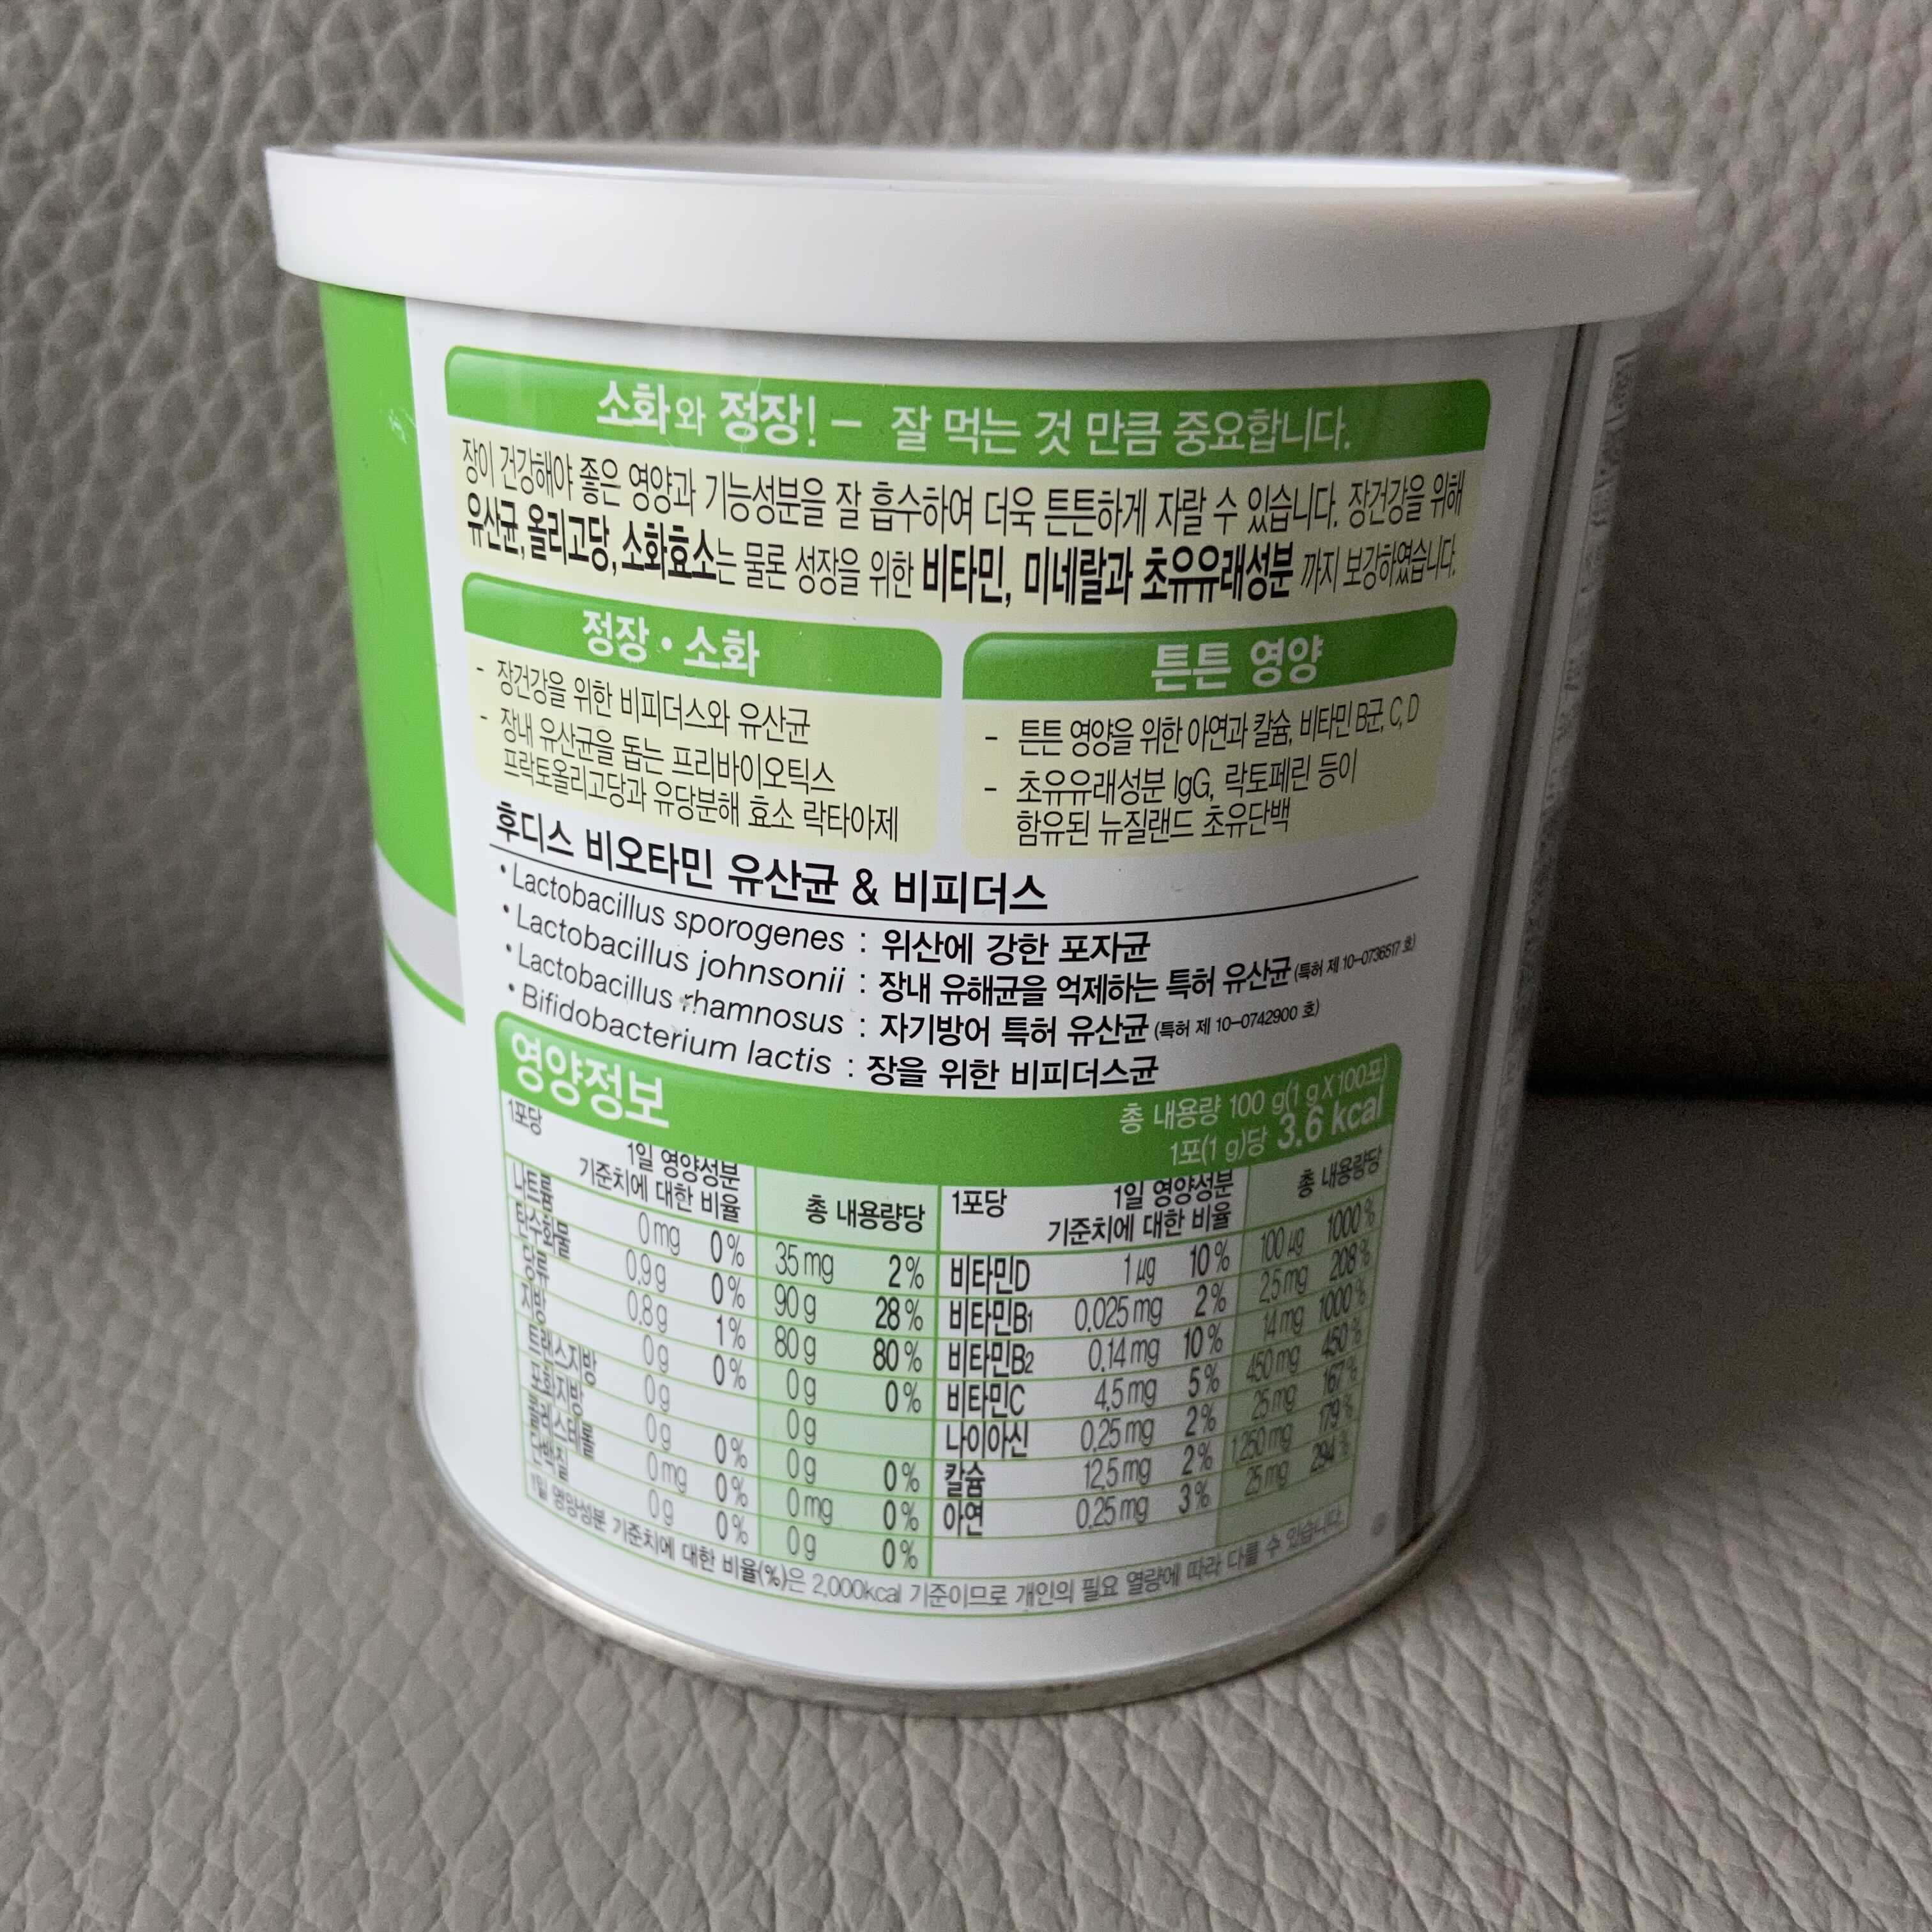 소화와 정장! - 잘 먹는 것 만큼 중요합니다.
장이 건강해야 좋은 영양과 기능성분을 잘 흡수하여 더욱 튼튼하게 자랄 수 있습니다. 장건강을 위해
유산균, 올리고당, 소화효소는 물론 성장을 위한 비타민, 미네랄과 초유유래성분 까지 보강하였습니다.
정장•소화
- 장건강을 위한 비피더스와 유산균
- 장내 유산균을 돕는 프리바이오틱스
프락토올리고당과 유당분해 효소 락타아제
튼튼 영양
- 튼튼 영양을 위한 아연과 칼슘, 비타민 B군, C, D
- 초유유래성분 IgG, 락토페린 등이
함유된 뉴질랜드 초유단백
후디스 비오타민 유산균 & 비피더스
• Lactobacillus sporogenes : 위산에 강한 포자균
• Lactobacillus johnsonii : 장내 유해균을 억제하는 특허 유산균 (특허 제 10-0736517 호)
• Lactobacillus rhamnosus : 자기방어 특허 유산균 (특허 제 10-0742900 호)
• Bifidobacterium lactis : 장을 위한 비피더스균
영양정보
총 내용량 100 g(1 g X 100포)
1포(1 g)당 3.6 kcal
1포당 1일 영양성분 기준치에 대한 비율 총 내용량당
나트륨 0 mg 0% 35 mg 2%
탄수화물 0.9 g 0% 90 g 28%
당류 0.8 g 1% 80 g 80%
지방 0 g 0% 0 g 0%
트랜스지방 0 g 0 g
포화지방 0 g 0% 0 g 0%
콜레스테롤 0 mg 0% 0 mg 0%
단백질 0 g 0% 0 g 0%
1포당 1일 영양성분 기준치에 대한 비율 총 내용량당
비타민D 1 μg 10% 100 μg 1000%
비타민B1 0.025 mg 2% 2.5 mg 208%
비타민B2 0.14 mg 10% 14 mg 1000%
비타민C 4.5 mg 5% 450 mg 450%
나이아신 0.25 mg 2% 25 mg 167%
칼슘 12.5 mg 2% 1,250 mg 179%
아연 0.25 mg 3% 25 mg 294%
1일 영양성분 기준치에 대한 비율(%)은 2,000kcal 기준이므로 개인의 필요 열량에 따라 다를 수 있습니다.